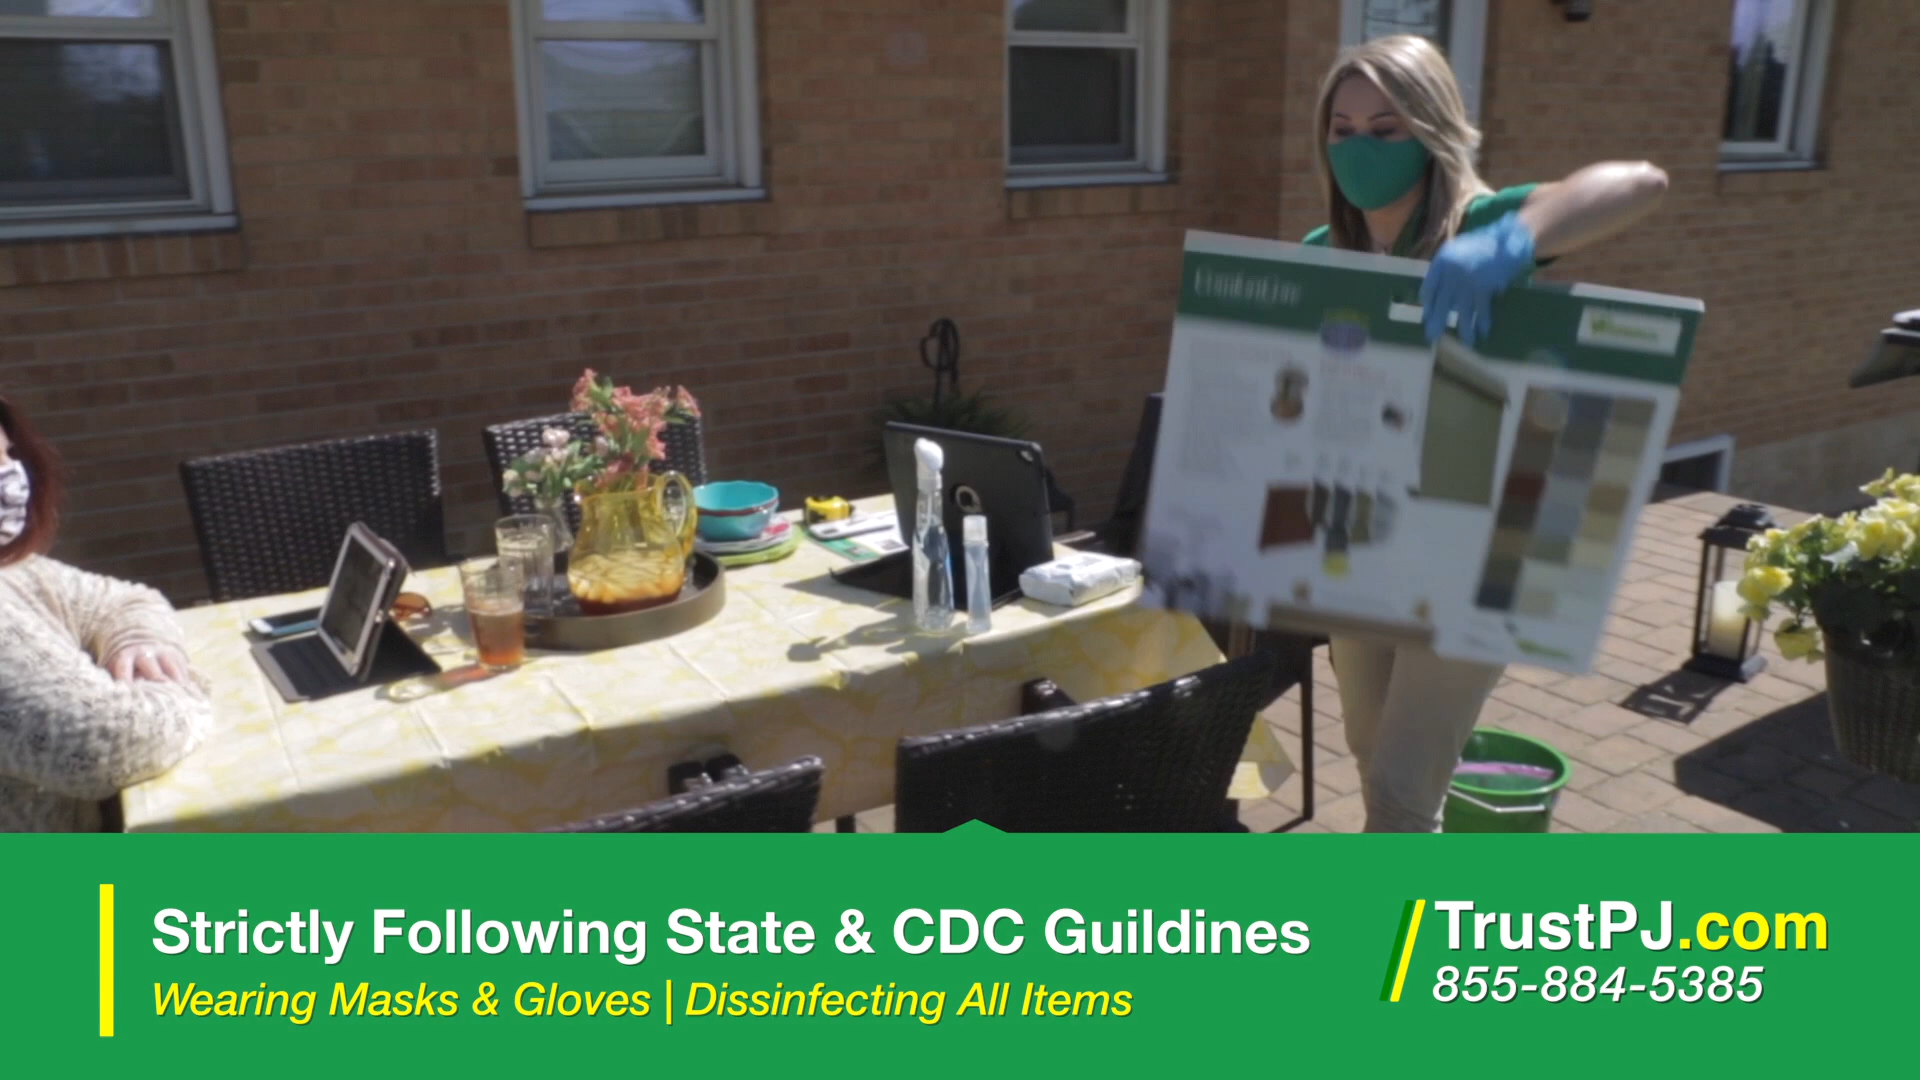 Strictly Following State & CDC Guildines
Wearing Masks & Gloves | Dissinfecting All Items
TrustPJ.com
855-884-5385